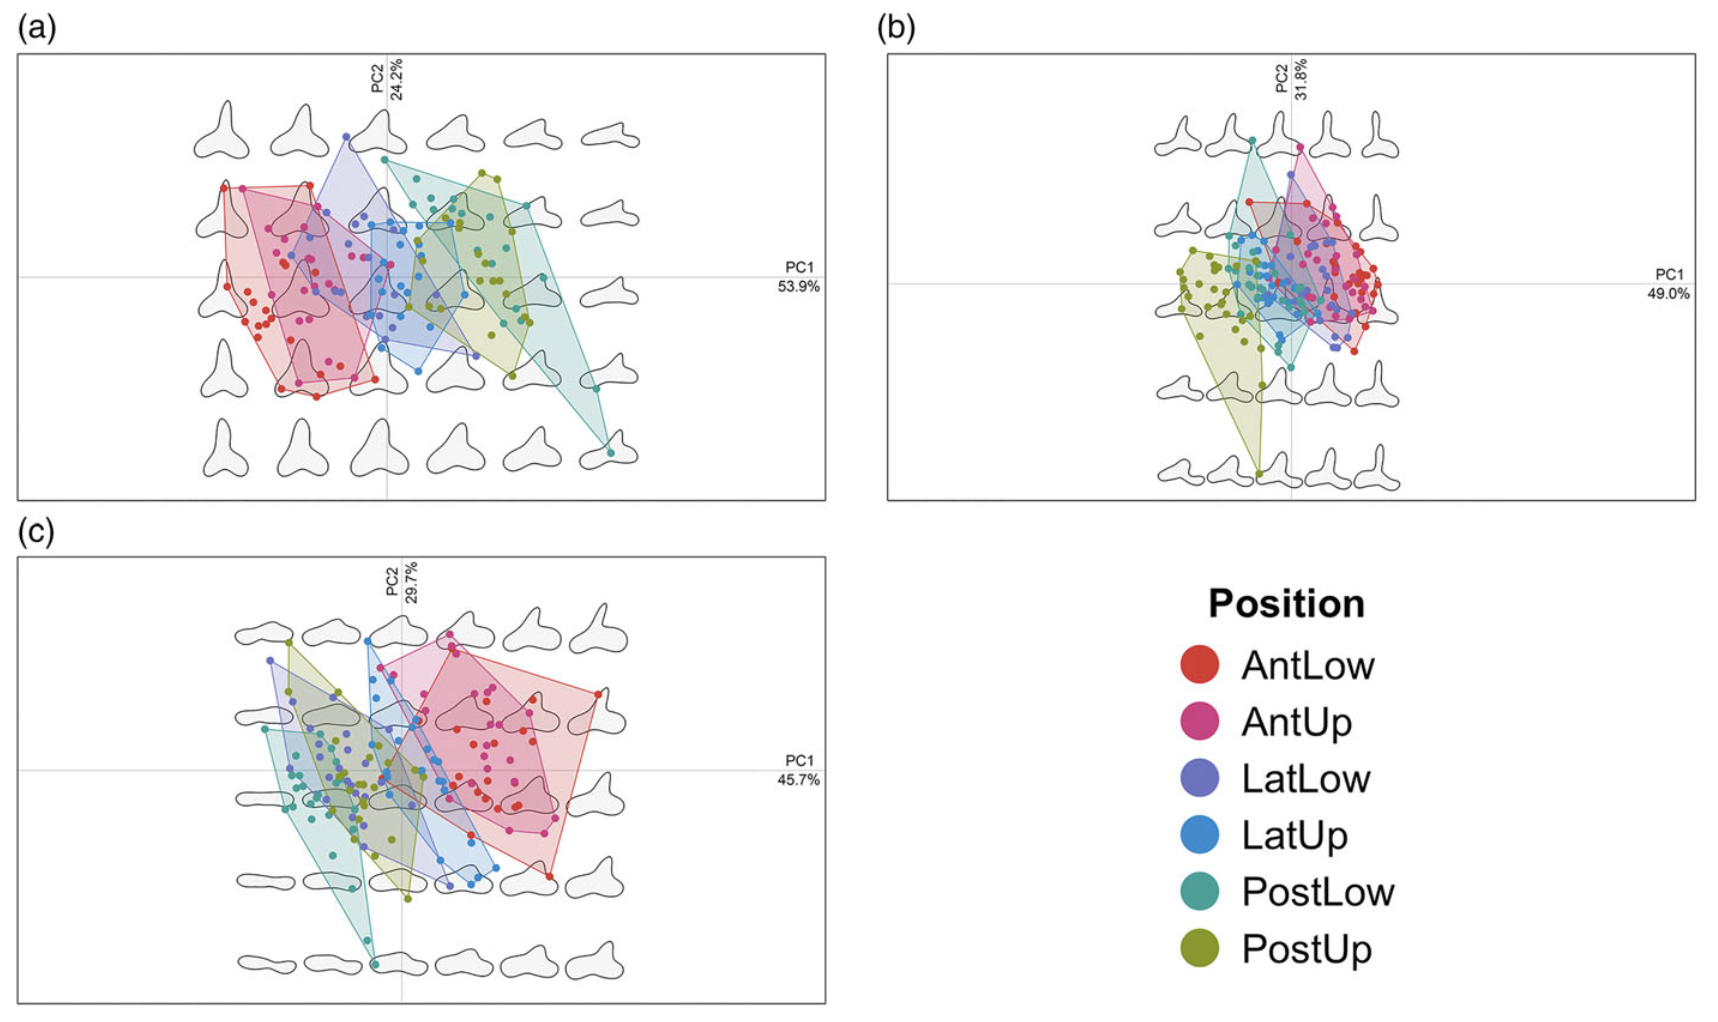 (a)
PC2
24.2%
PC1
53.9%
(b)
PC2
31.8%
PC1
49.0%
(c)
PC2
29.7%
PC1
45.7%
Position
AntLow
AntUp
LatLow
LatUp
PostLow
PostUp